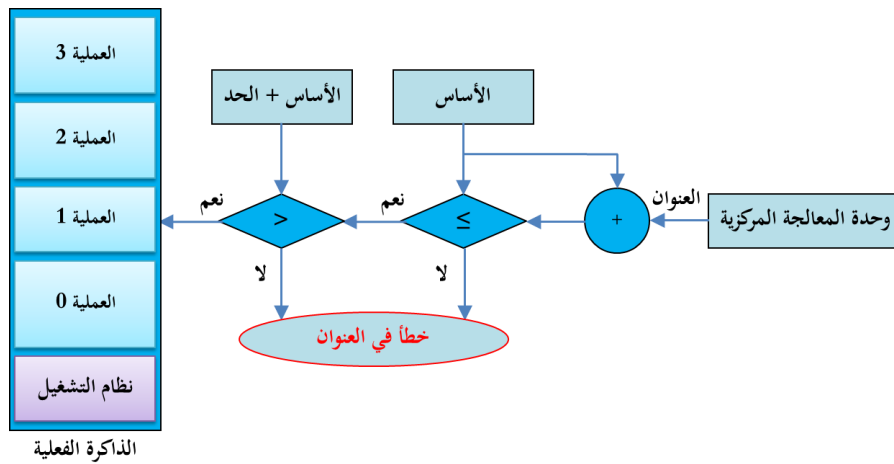 وحدة المعالجة المركزية
العنوان
+
الأساس
≤
نعم
لا
الأساس + الحد
>
نعم
لا
خطأ في العنوان
العملية 3
العملية 2
العملية 1
العملية 0
نظام التشغيل
الذاكرة الفعلية